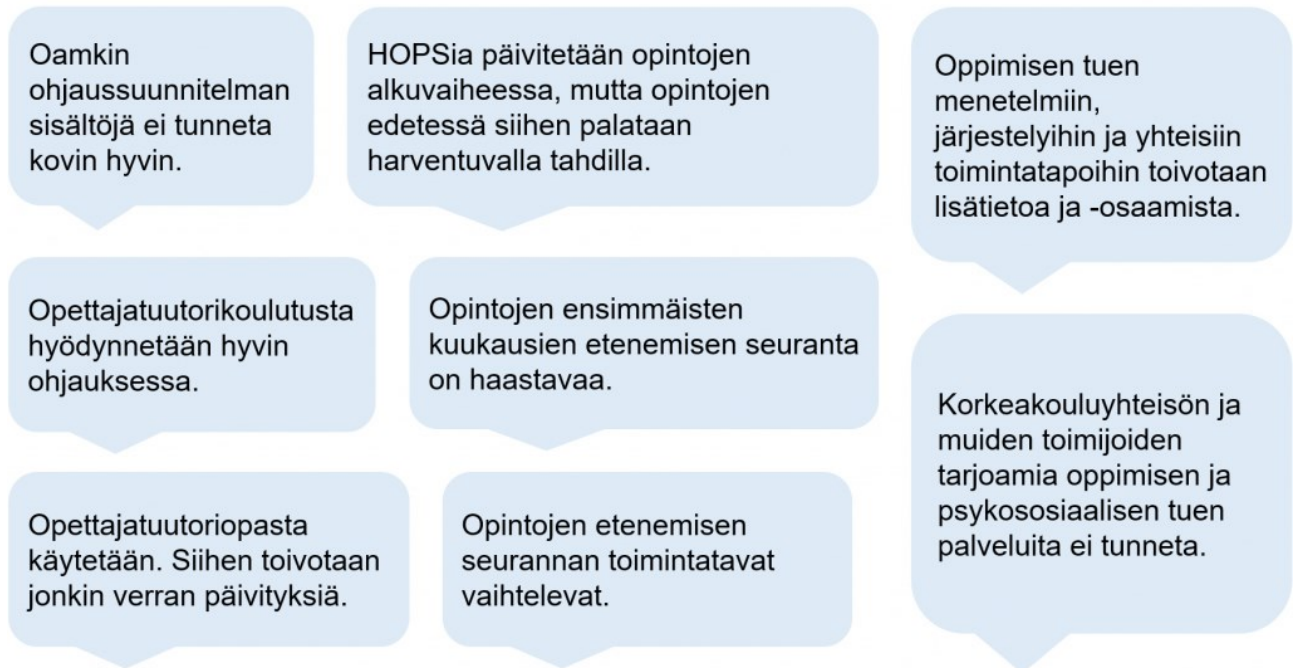 Oamkin
ohjaussuunnitelman
sisältöjä ei tunneta
kovin hyvin.
HOPSia päivitetään opintojen
alkuvaiheessa, mutta opintojen
edetessä siihen palataan
harventuvalla tahdilla.
Oppimisen tuen
menetelmiin,
järjestelyihin ja yhteisiin
toimintatapoihin toivotaan
lisätietoa ja -osaamista.
Opettajatuutorikoulutusta
hyödynnetään hyvin
ohjauksessa.
Opintojen ensimmäisten
kuukausien etenemisen seuranta
on haastavaa.
Korkeakouluyhteisön ja
muiden toimijoiden
tarjoamia oppimisen ja
psykososiaalisen tuen
palveluita ei tunneta.
Opettajatuutoriopasta
käytetään. Siihen toivotaan
jonkin verran päivityksiä.
Opintojen etenemisen
seurannan toimintatavat
vaihtelevat.